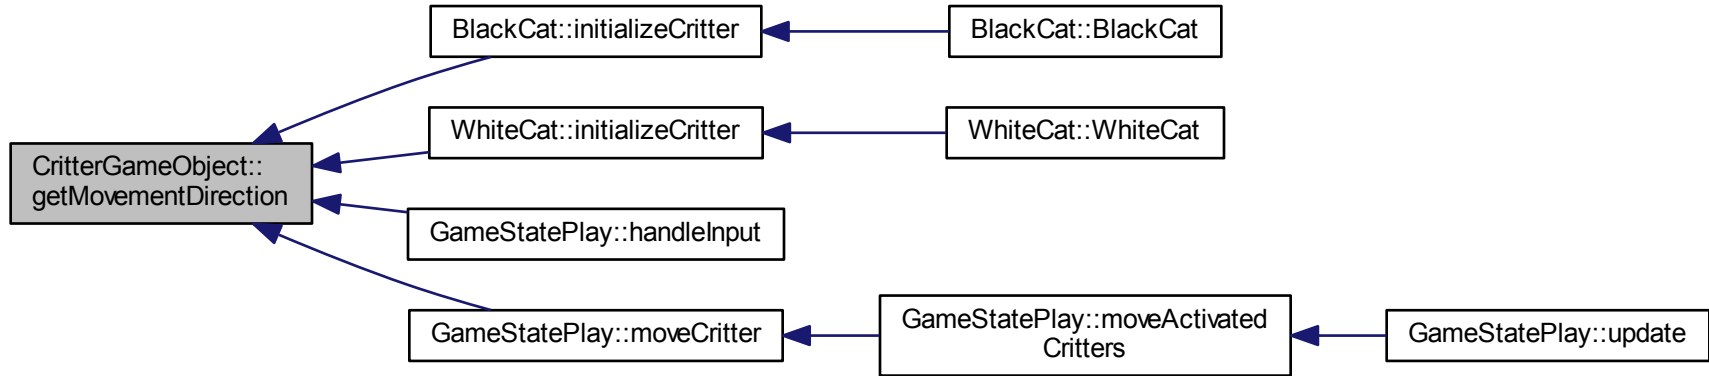 BlackCat::initializeCritter
BlackCat::BlackCat
WhiteCat::initializeCritter
WhiteCat::WhiteCat
CritterGameObject::
getMovementDirection
GameStatePlay::handleInput
GameStatePlay::moveCritter
GameStatePlay::moveActivated
Critters
GameStatePlay::update